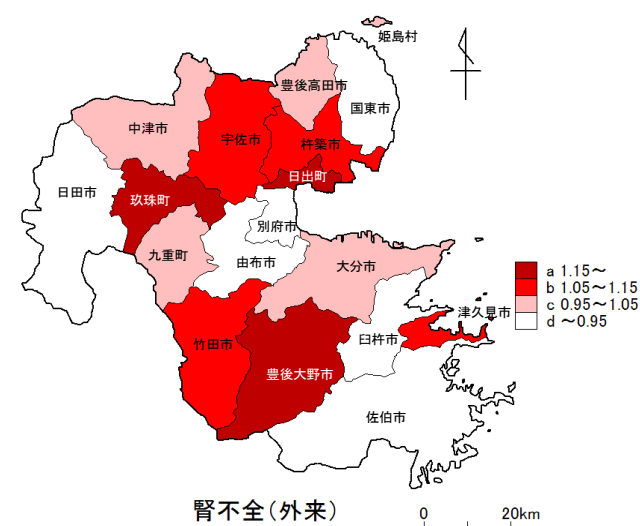 姫島村
豊後高田市
国東市
中津市
宇佐市
杵築市
日出町
日田市
玖珠町
別府市
九重町
由布市
大分市
a 1.15～
b 1.05～1.15
c 0.95～1.05
d ～0.95
津久見市
臼杵市
竹田市
豊後大野市
佐伯市
腎不全(外来)
0 20km